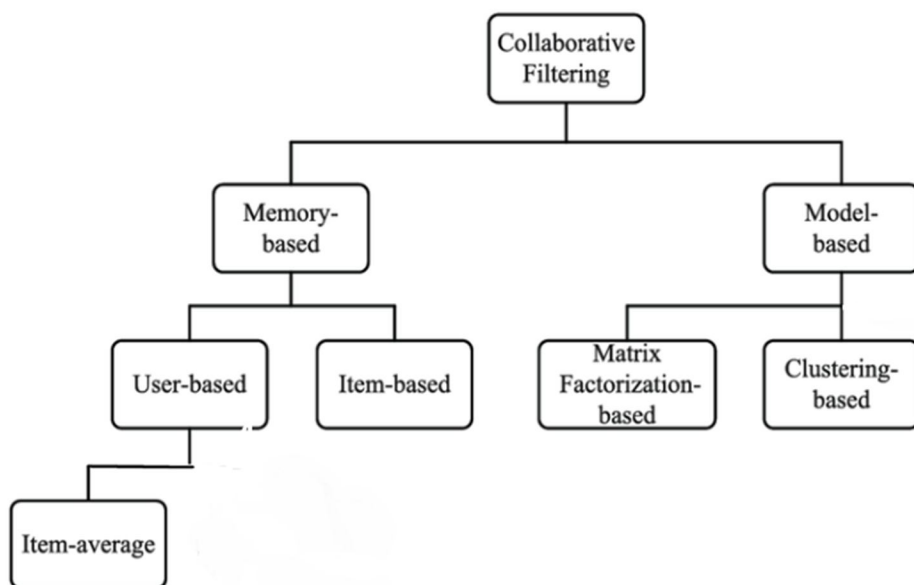 Collaborative
Filtering
Memory-
based
Model-
based
User-based
Item-based
Matrix
Factorization-
based
Clustering-
based
Item-average